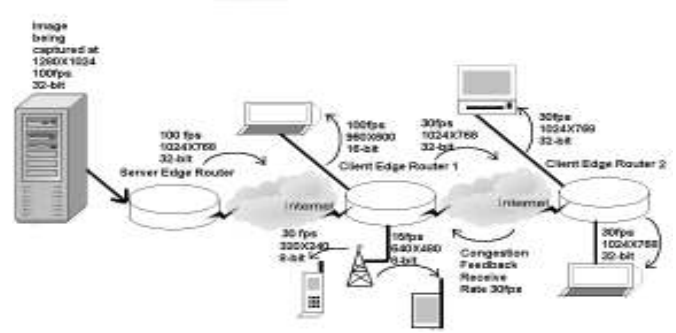 Image
being
captured at
1280X1024
100fps
32-bit
100 fps
1024X768
32-bit
Server Edge Router
Internet
100fps
960X600
16-bit
Client Edge Router 1
30fps
1024X768
32-bit
Internet
30fps
1024X769
32-bit
Client Edge Router 2
30 fps
320X240
8-bit
15fps
640X480
8-bit
Congestion
Feedback
Receive
Rate 30fps
30fps
1024X768
32-bit